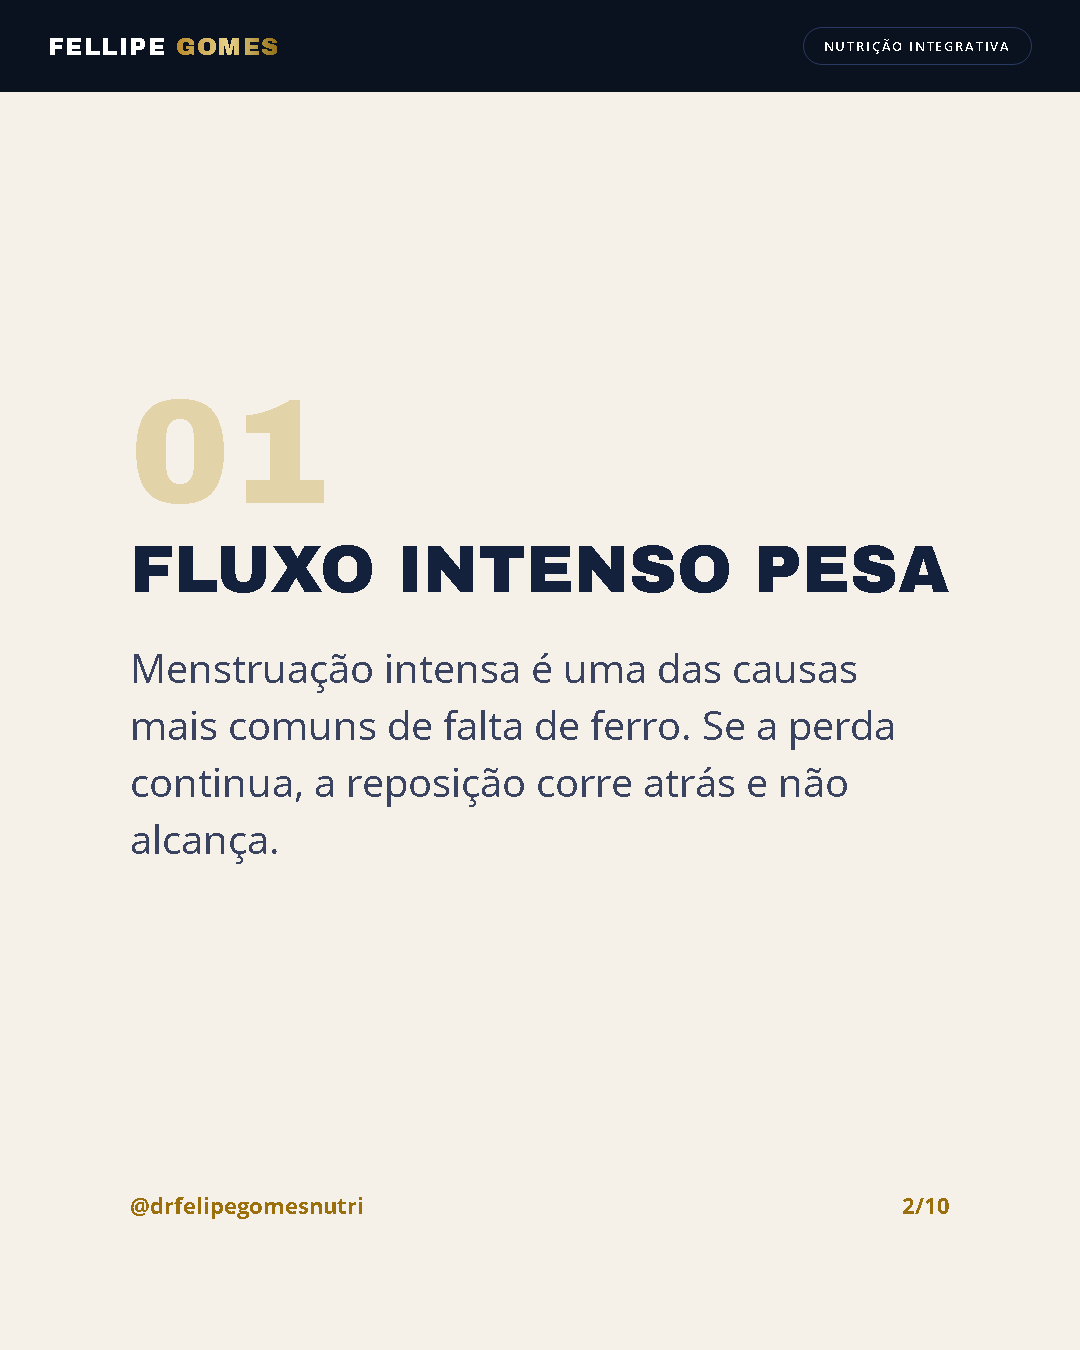 FELLIPE GOMES
NUTRIÇÃO INTEGRATIVA
01
FLUXO INTENSO PESA
Menstruação intensa é uma das causas
mais comuns de falta de ferro. Se a perda
continua, a reposição corre atrás e não
alcança.
@drfelipegomesnutri
2/10